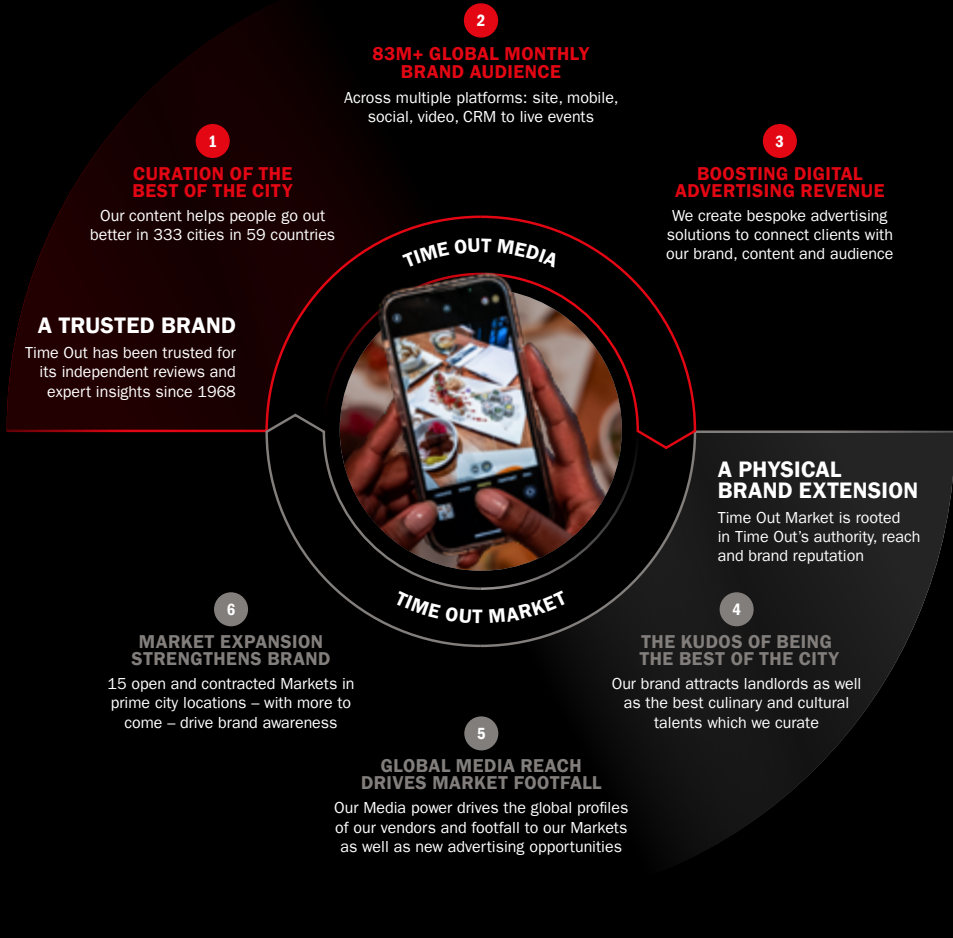 2
83M+ GLOBAL MONTHLY
BRAND AUDIENCE
Across multiple platforms: site, mobile,
social, video, CRM to live events
1
CURATION OF THE
BEST OF THE CITY
Our content helps people go out
better in 333 cities in 59 countries
3
BOOSTING DIGITAL
ADVERTISING REVENUE
We create bespoke advertising
solutions to connect clients with
our brand, content and audience
TIME OUT MEDIA
A TRUSTED BRAND
Time Out has been trusted for
its independent reviews and
expert insights since 1968
A PHYSICAL
BRAND EXTENSION
Time Out Market is rooted
in Time Out’s authority, reach
and brand reputation
TIME OUT MARKET
6
MARKET EXPANSION
STRENGTHENS BRAND
15 open and contracted Markets in
prime city locations – with more to
come – drive brand awareness
4
THE KUDOS OF BEING
THE BEST OF THE CITY
Our brand attracts landlords as well
as the best culinary and cultural
talents which we curate
5
GLOBAL MEDIA REACH
DRIVES MARKET FOOTFALL
Our Media power drives the global profiles
of our vendors and footfall to our Markets
as well as new advertising opportunities